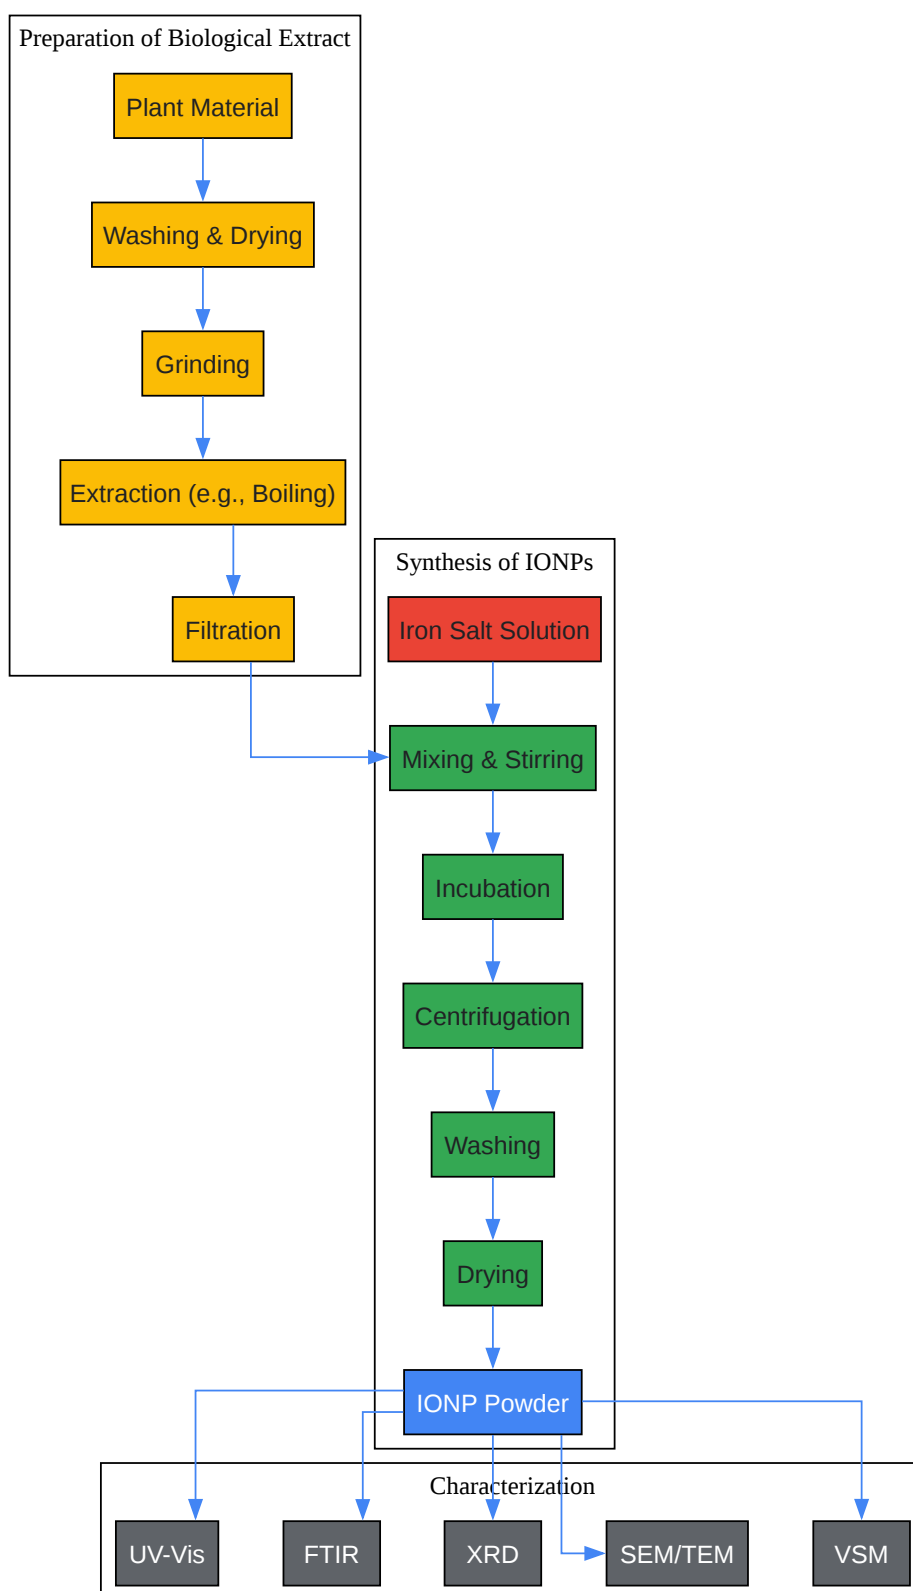 Preparation of Biological Extract
Plant Material
Washing & Drying
Grinding
Extraction (e.g., Boiling)
Filtration
Synthesis of IONPs
Iron Salt Solution
Mixing & Stirring
Incubation
Centrifugation
Washing
Drying
IONP Powder
Characterization
UV-Vis
FTIR
XRD
SEM/TEM
VSM